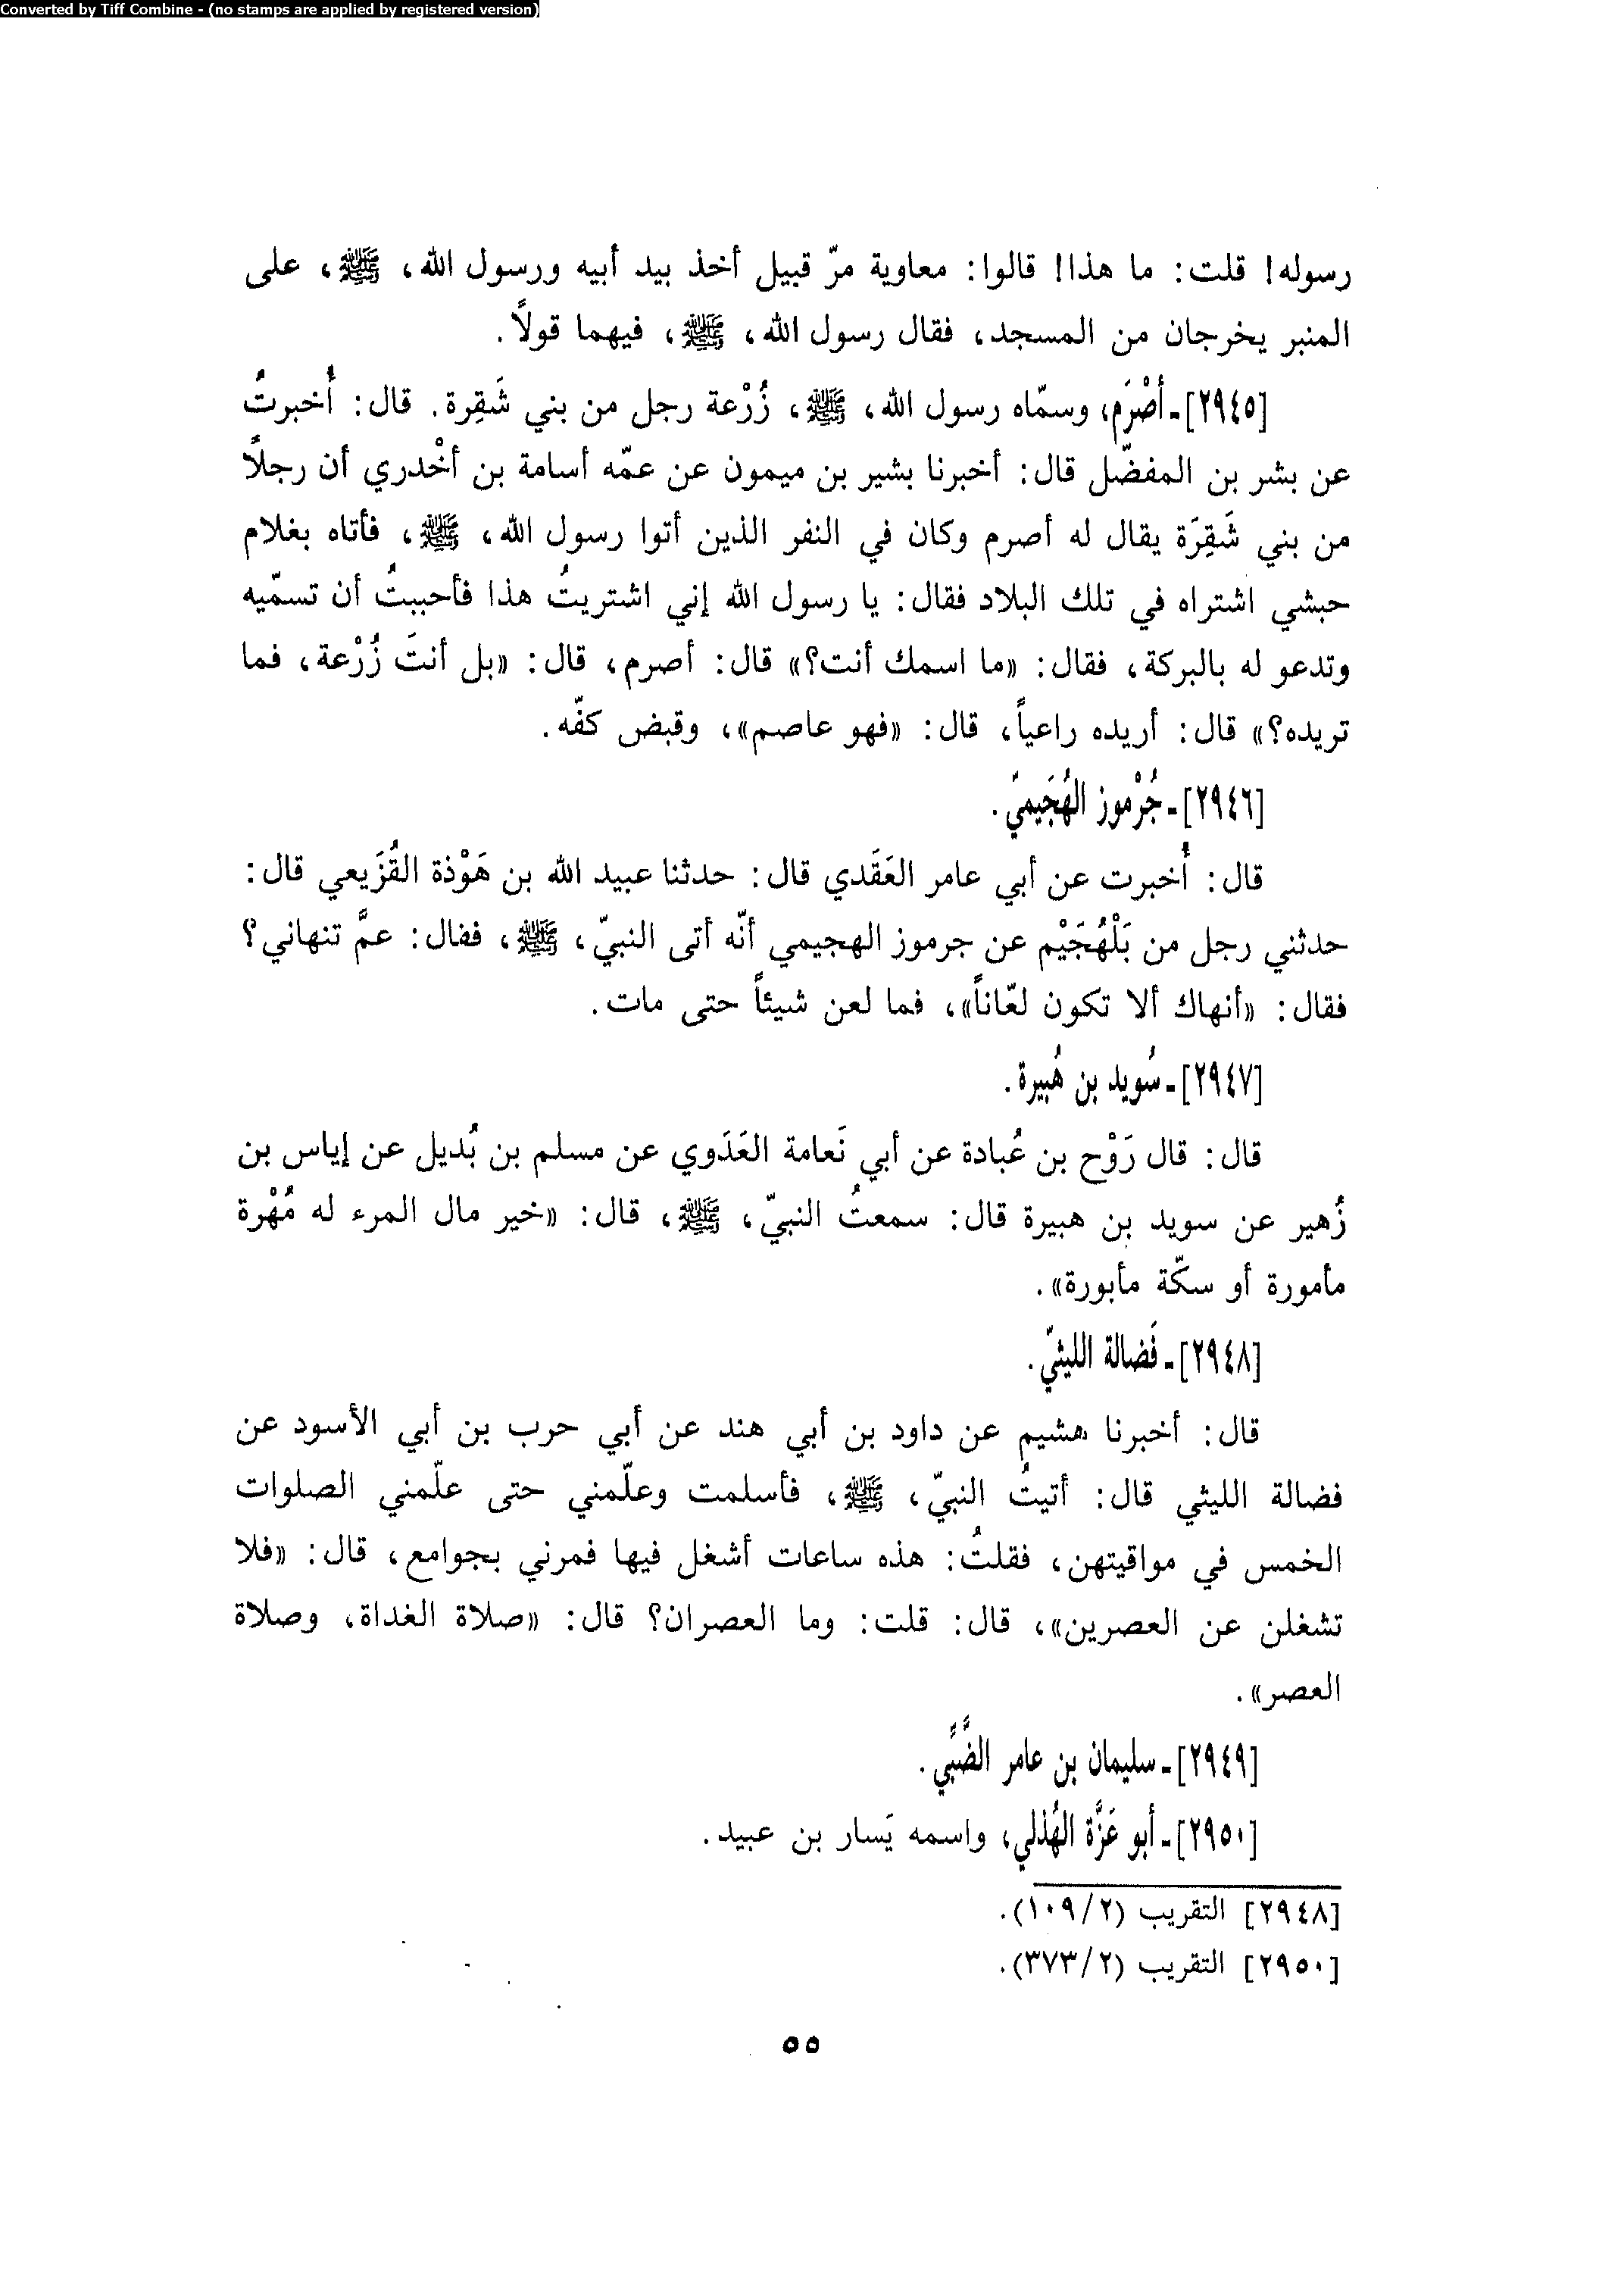 Converted by Tiff Combine - (no stamps are applied by registered version)
رسوله! قلت: ما هذا! قالوا: معاوية مرّ قبيل أخذ بيد أبيه ورسول الله، ﷺ، على
المنبر يخرجان من المسجد، فقال رسول الله، ﷺ، فيهما قولاً.
[٢٩٤٥]ـ أَصْرَم، وسمّاه رسول الله، ﷺ، زُرْعة رجل من بني شَقِرة. قال: أُخبرتُ
عن بشر بن المفضّل قال: أخبرنا بشير بن ميمون عن عمّه أسامة بن أخْدري أن رجلاً
من بني شَقِرَة يقال له أصرم وكان في النفر الذين أتوا رسول الله، ﷺ، فأتاه بغلام
حبشي اشتراه في تلك البلاد فقال: يا رسول الله إني اشتريتُ هذا فأحببتُ أن تسمّيه
وتدعو له بالبركة، فقال: «ما اسمك أنت؟» قال: أصرم، قال: «بل أنتَ زُرْعة، فما
تريده؟» قال: أريده راعياً، قال: «فهو عاصم»، وقبض كفّه.
[٢٩٤٦]ـ جُرْموز الهُجَيميّ.
قال: أُخبرت عن أبي عامر العَقَدي قال: حدثنا عبيد الله بن هَوْذة القُزَيعي قال:
حدثني رجل من بَلْهُجَيْم عن جرموز الهجيمي أنّه أتى النبيّ، ﷺ، ففال: عمَّ تنهاني؟
فقال: «أنهاك ألا تكون لعّاناً»، فما لعن شيئاً حتى مات.
[٢٩٤٧]ـ سُويد بن هُبيرة.
قال: قال رَوْح بن عُبادة عن أبي نَعامة العَدَوي عن مسلم بن بُديل عن إياس بن
زُهير عن سويد بن هبيرة قال: سمعتُ النبيّ، ﷺ، قال: «خير مال المرء له مُهْرة
مأمورة أو سكّة مأبورة».
[٢٩٤٨]ـ فَضالة الليثيّ.
قال: أخبرنا هشيم عن داود بن أبي هند عن أبي حرب بن أبي الأسود عن
فضالة الليثي قال: أتيتُ النبيّ، ﷺ، فأسلمت وعلّمني حتى علّمني الصلوات
الخمس في مواقيتهن، فقلتُ: هذه ساعات أشغل فيها فمرني بجوامع، قال: «فلا
تشغلن عن العصرين»، قال: قلت: وما العصران؟ قال: «صلاة الغداة، وصلاة
العصر».
[٢٩٤٩]ـ سليمان بن عامر الضَّبِّي.
[٢٩٥٠]ـ أبو عَزَّة الهُذلي، واسمه يَسار بن عبيد.
[٢٩٤٨] التقريب (١٠٩/٢).
[٢٩٥٠] التقريب (٣٧٣/٢).
٥٥